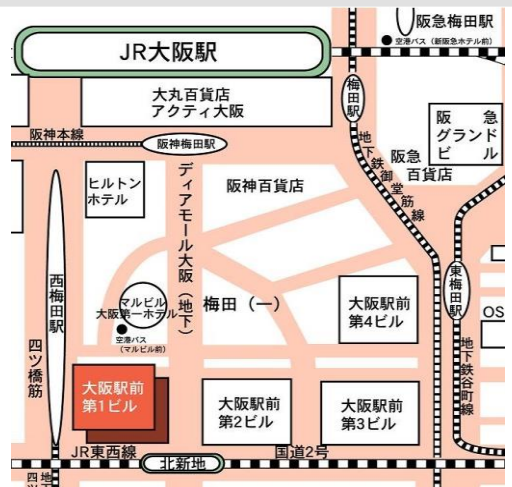 阪急梅田駅
空港バス（新阪急ホテル前）
JR大阪駅
大丸百貨店
アクティ大阪
梅田駅
阪急
グランド
ビル
阪神本線
阪神梅田駅
地下鉄御堂筋線
阪急
百貨店
ヒルトン
ホテル
ディアモール大阪（地下）
阪神百貨店
西梅田駅
マルビル
大阪第一ホテル
空港バス
（マルビル前）
梅田（一）
大阪駅前
第4ビル
東梅田駅
OS
四ツ橋筋
地下鉄谷町線
大阪駅前
第1ビル
大阪駅前
第2ビル
大阪駅前
第3ビル
JR東西線
北新地
国道2号
地下
四ツ